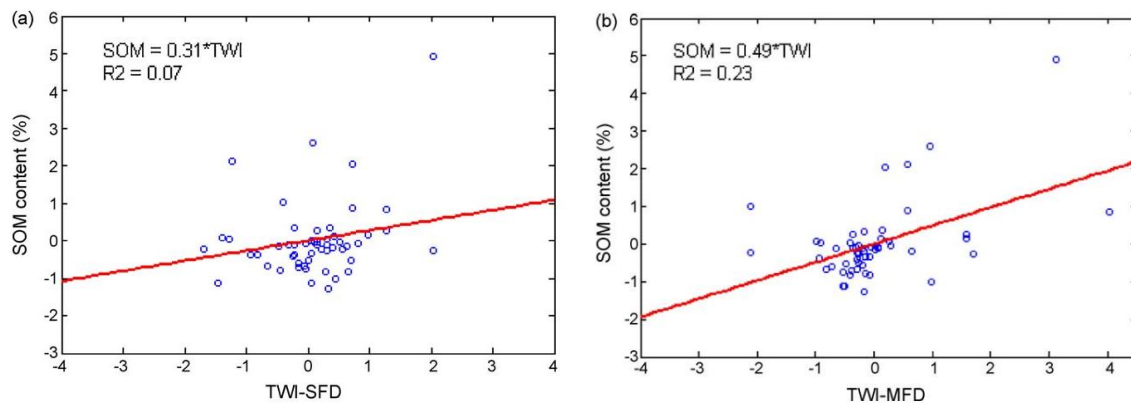 (a)
SOM = 0.31*TWI
R2 = 0.07
SOM content (%)
6
5
4
3
2
1
0
-1
-2
-3
-4 -3 -2 -1 0 1 2 3 4
TWI-SFD
(b)
SOM = 0.49*TWI
R2 = 0.23
SOM content (%)
6
5
4
3
2
1
0
-1
-2
-3
-4 -3 -2 -1 0 1 2 3 4
TWI-MFD